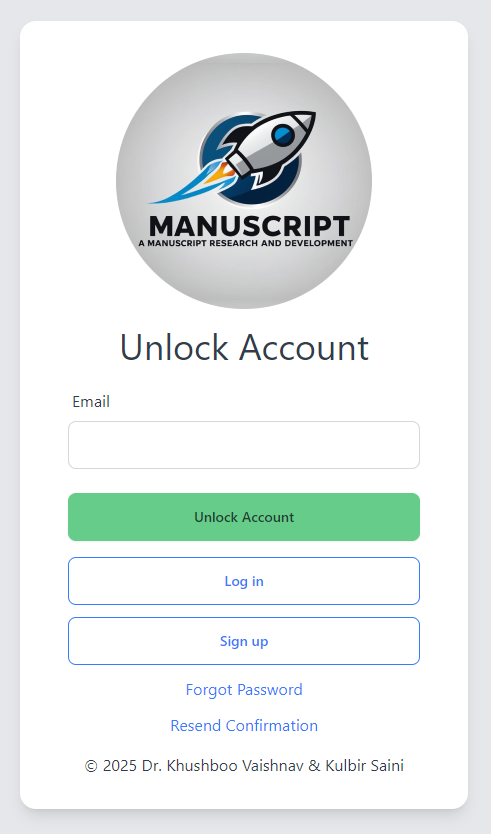 MANUSCRIPT
A MANUSCRIPT RESEARCH AND DEVELOPMENT
Unlock Account
Email
Unlock Account
Log in
Sign up
Forgot Password
Resend Confirmation
© 2025 Dr. Khushboo Vaishnav & Kulbir Saini